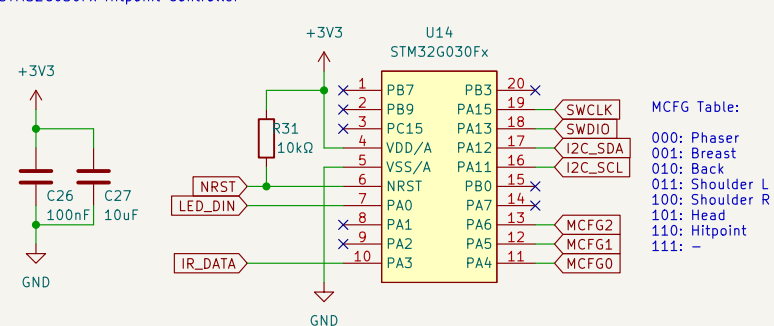 +3V3
U14
STM32G030Fx
+3V3
1 PB7 PB3 20
2 PB9 PA15 19 SWCLK
3 PC15 PA13 18 SWDIO
R31
10kΩ
4 VDD/A PA12 17 I2C_SDA
5 VSS/A PA11 16 I2C_SCL
NRST 6 NRST PB0 15
LED_DIN 7 PA0 PA7 14
8 PA1 PA6 13 MCFG2
9 PA2 PA5 12 MCFG1
IR_DATA 10 PA3 PA4 11 MCFG0
C26
100nF
C27
10uF
GND
GND
MCFG Table:
000: Phaser
001: Breast
010: Back
011: Shoulder L
100: Shoulder R
101: Head
110: Hitpoint
111: —